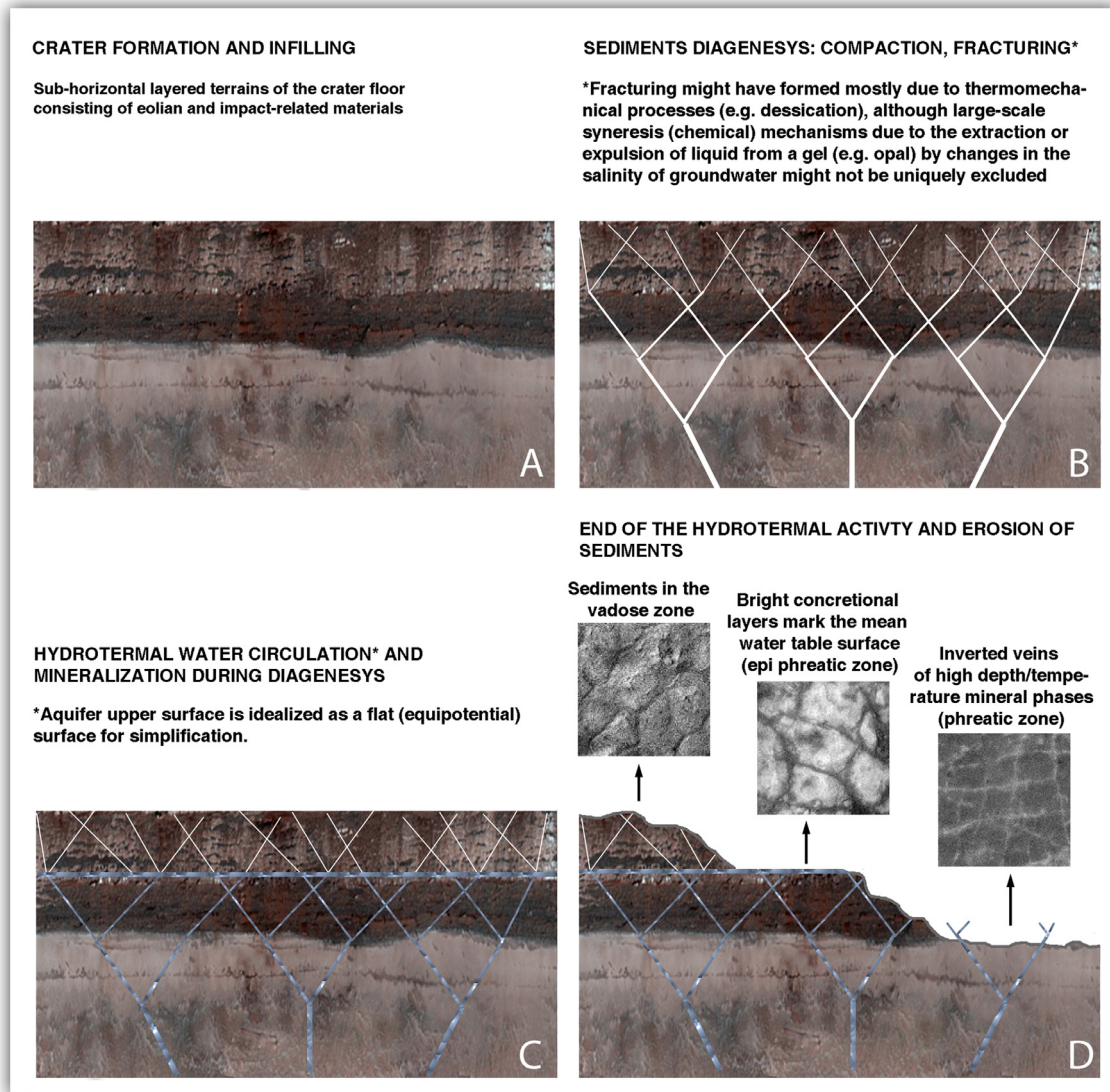 CRATER FORMATION AND INFILLING
Sub-horizontal layered terrains of the crater floor
consisting of eolian and impact-related materials
A
SEDIMENTS DIAGENESYS: COMPACTION, FRACTURING*
*Fracturing might have formed mostly due to thermomecha-
nical processes (e.g. dessication), although large-scale
syneresis (chemical) mechanisms due to the extraction or
expulsion of liquid from a gel (e.g. opal) by changes in the
salinity of groundwater might not be uniquely excluded
B
HYDROTERMAL WATER CIRCULATION* AND
MINERALIZATION DURING DIAGENESYS
*Aquifer upper surface is idealized as a flat (equipotential)
surface for simplification.
C
END OF THE HYDROTERMAL ACTIVTY AND EROSION OF
SEDIMENTS
Sediments in the
vadose zone
Bright concretional
layers mark the mean
water table surface
(epi phreatic zone)
Inverted veins
of high depth/tempe-
rature mineral phases
(phreatic zone)
D